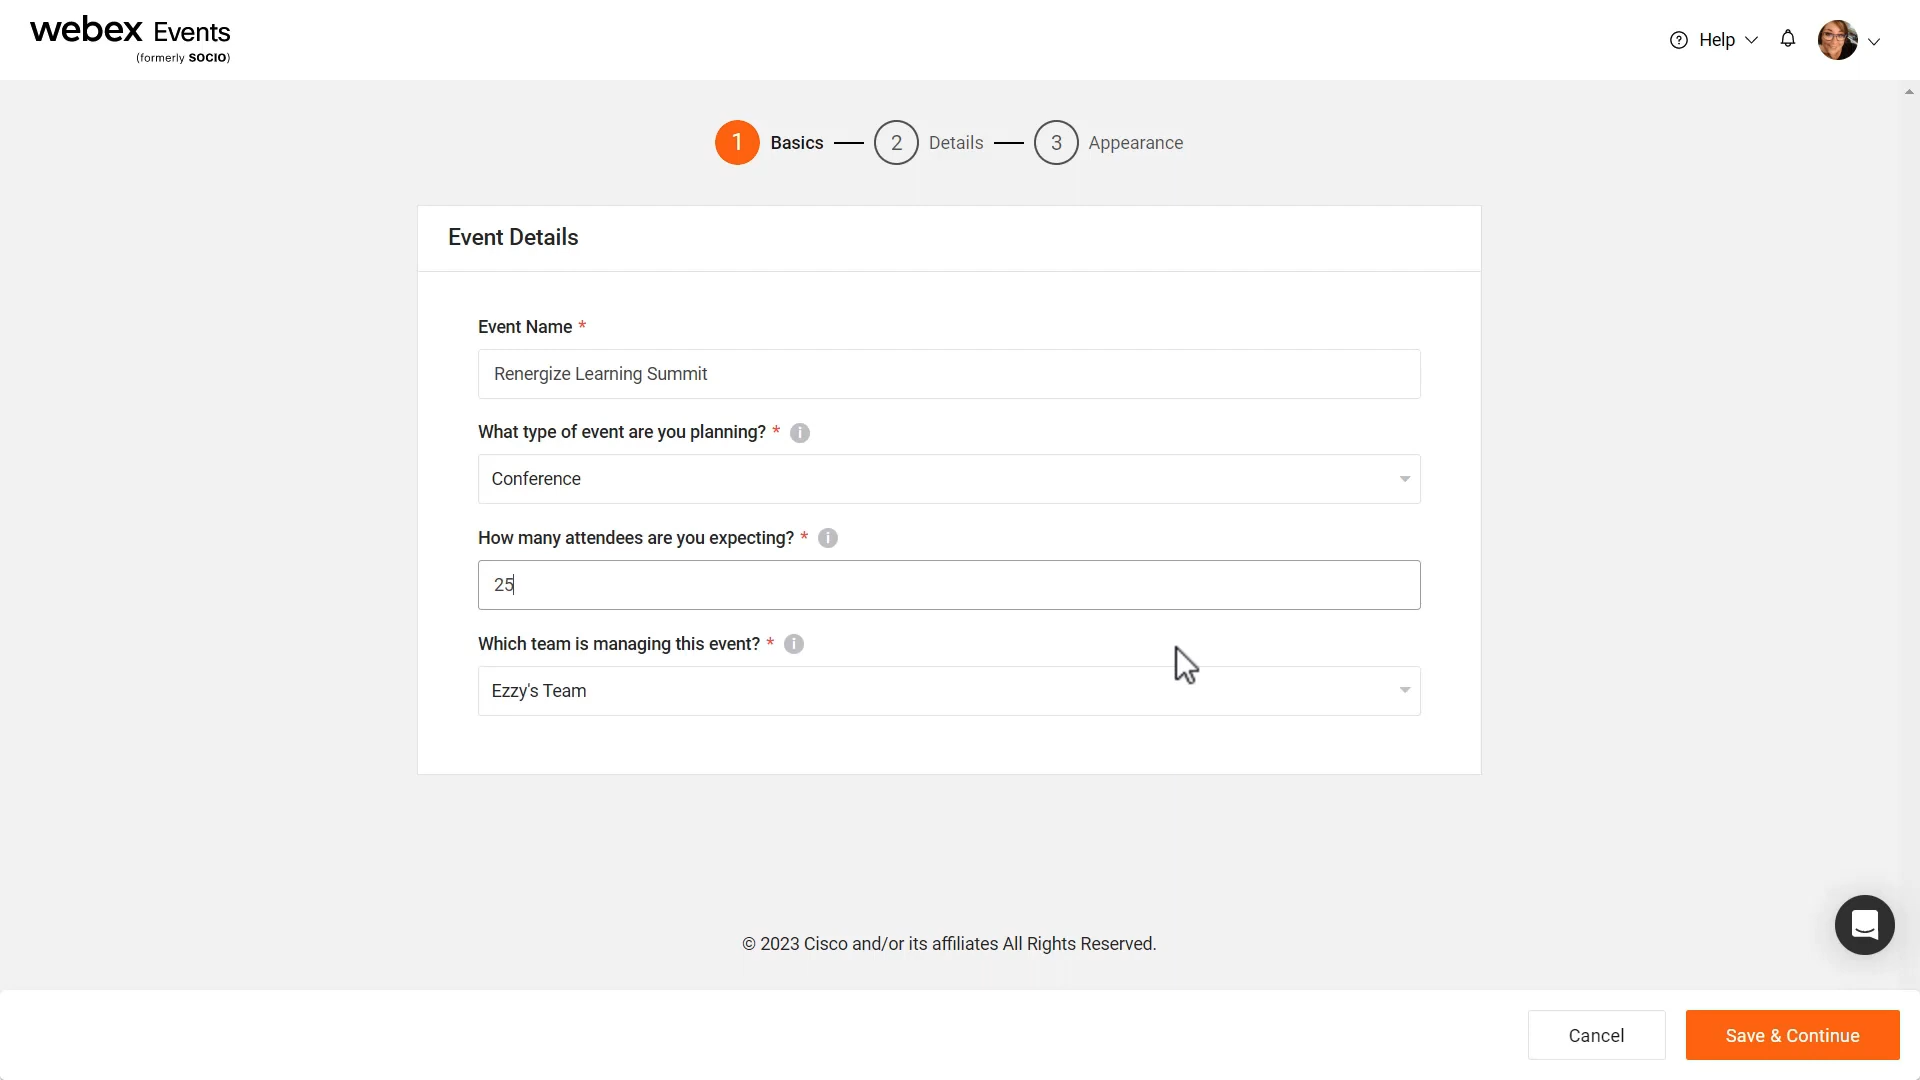 webex Events
(formerly SOCIO)
Help
1 Basics 2 Details 3 Appearance
Event Details
Event Name *
Renergize Learning Summit
What type of event are you planning? *
Conference
How many attendees are you expecting? *
25
Which team is managing this event? *
Ezzy's Team
© 2023 Cisco and/or its affiliates All Rights Reserved.
Cancel
Save & Continue